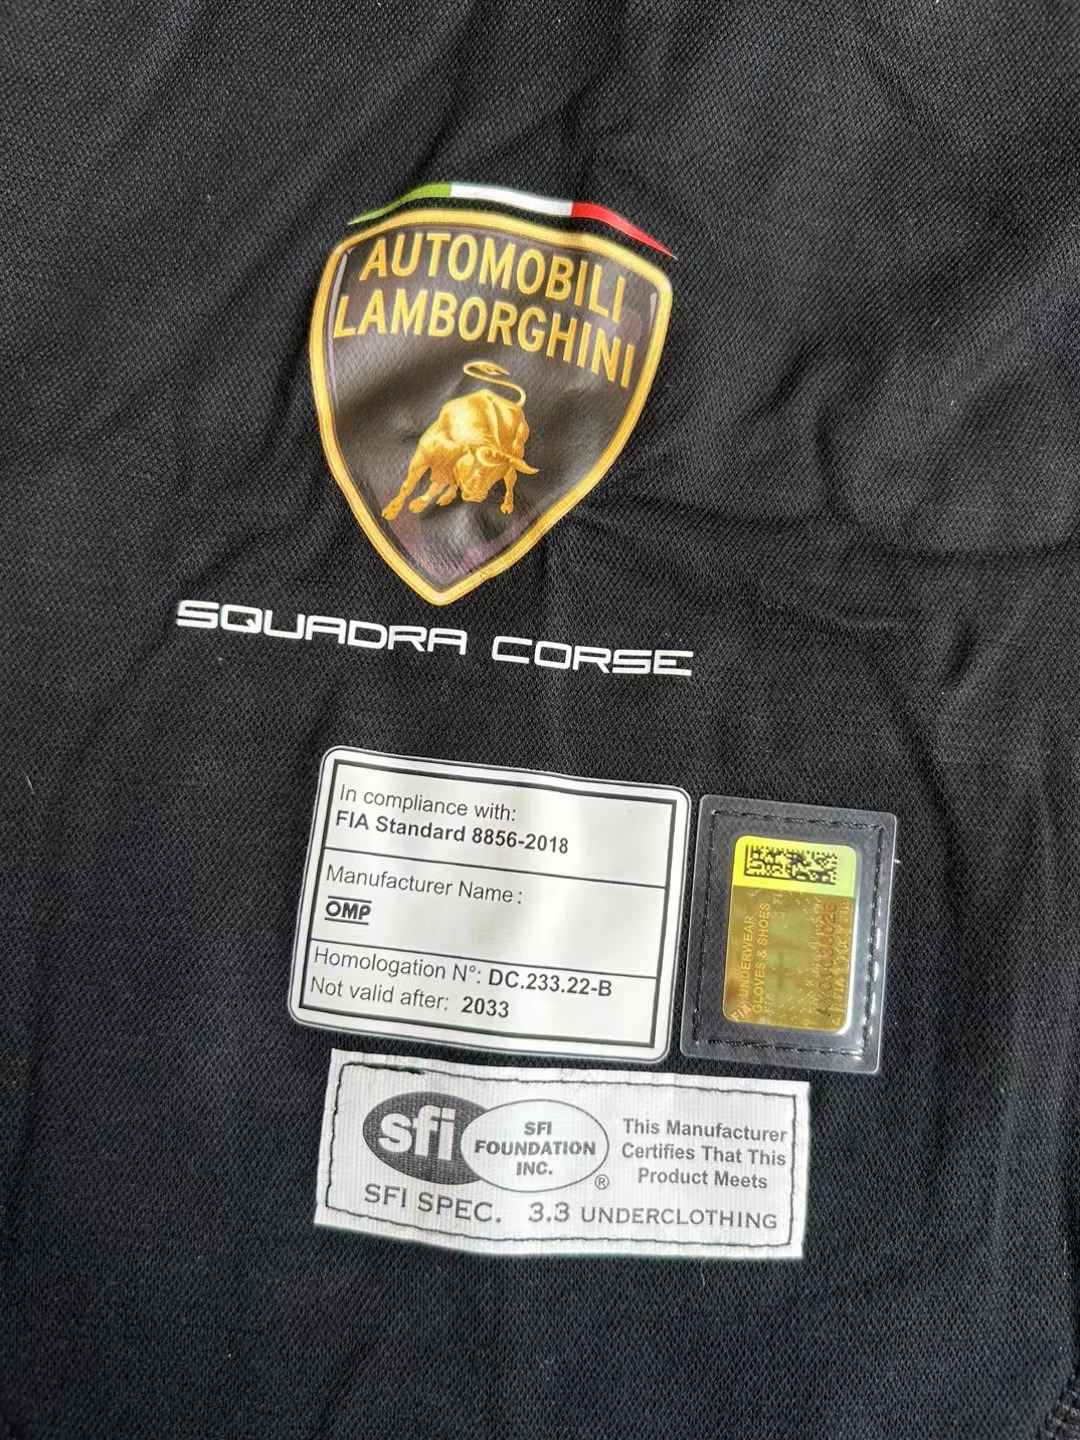 AUTOMOBILI
LAMBORGHINI
SQUADRA CORSE
In compliance with:
FIA Standard 8856-2018
Manufacturer Name :
OMP
Homologation N°: DC.233.22-B
Not valid after: 2033
FIA UNDERWEAR
GLOVES & SHOES
sfi
SFI
FOUNDATION
INC.
®
This Manufacturer
Certifies That This
Product Meets
SFI SPEC. 3.3 UNDERCLOTHING